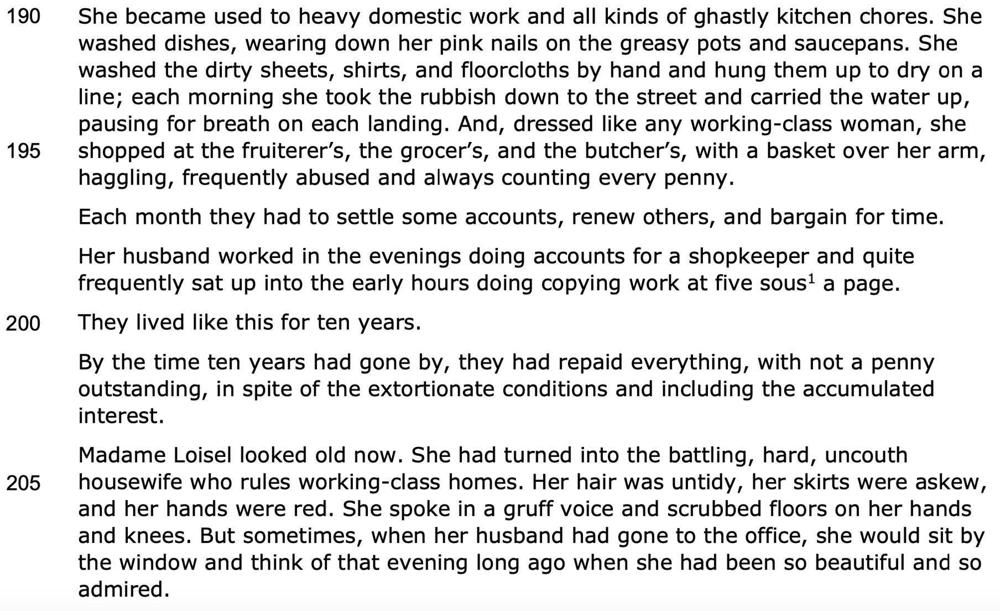 190 She became used to heavy domestic work and all kinds of ghastly kitchen chores. She
washed dishes, wearing down her pink nails on the greasy pots and saucepans. She
washed the dirty sheets, shirts, and floorcloths by hand and hung them up to dry on a
line; each morning she took the rubbish down to the street and carried the water up,
pausing for breath on each landing. And, dressed like any working-class woman, she
195 shopped at the fruiterer’s, the grocer’s, and the butcher’s, with a basket over her arm,
haggling, frequently abused and always counting every penny.
Each month they had to settle some accounts, renew others, and bargain for time.
Her husband worked in the evenings doing accounts for a shopkeeper and quite
frequently sat up into the early hours doing copying work at five sous¹ a page.
200 They lived like this for ten years.
By the time ten years had gone by, they had repaid everything, with not a penny
outstanding, in spite of the extortionate conditions and including the accumulated
interest.
Madame Loisel looked old now. She had turned into the battling, hard, uncouth
205 housewife who rules working-class homes. Her hair was untidy, her skirts were askew,
and her hands were red. She spoke in a gruff voice and scrubbed floors on her hands
and knees. But sometimes, when her husband had gone to the office, she would sit by
the window and think of that evening long ago when she had been so beautiful and so
admired.